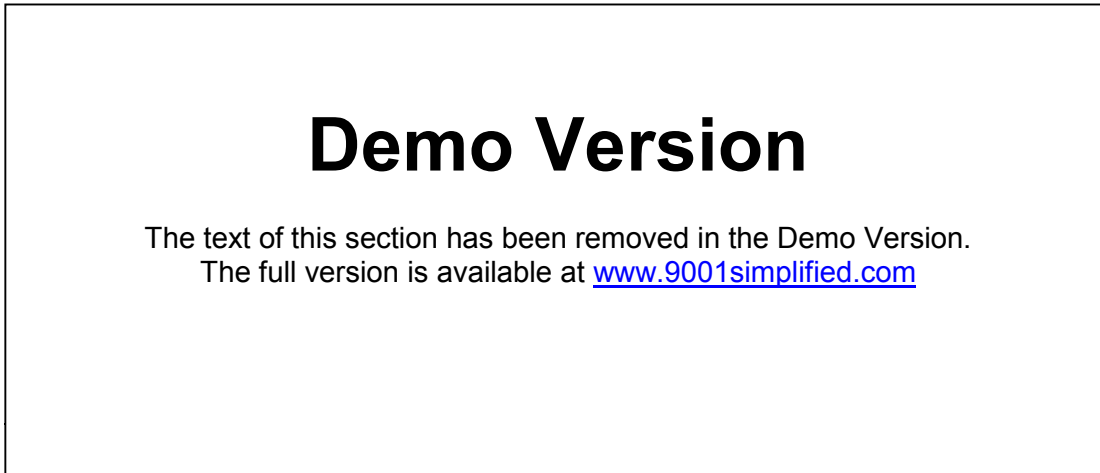 Demo Version
The text of this section has been removed in the Demo Version.
The full version is available at www.9001simplified.com